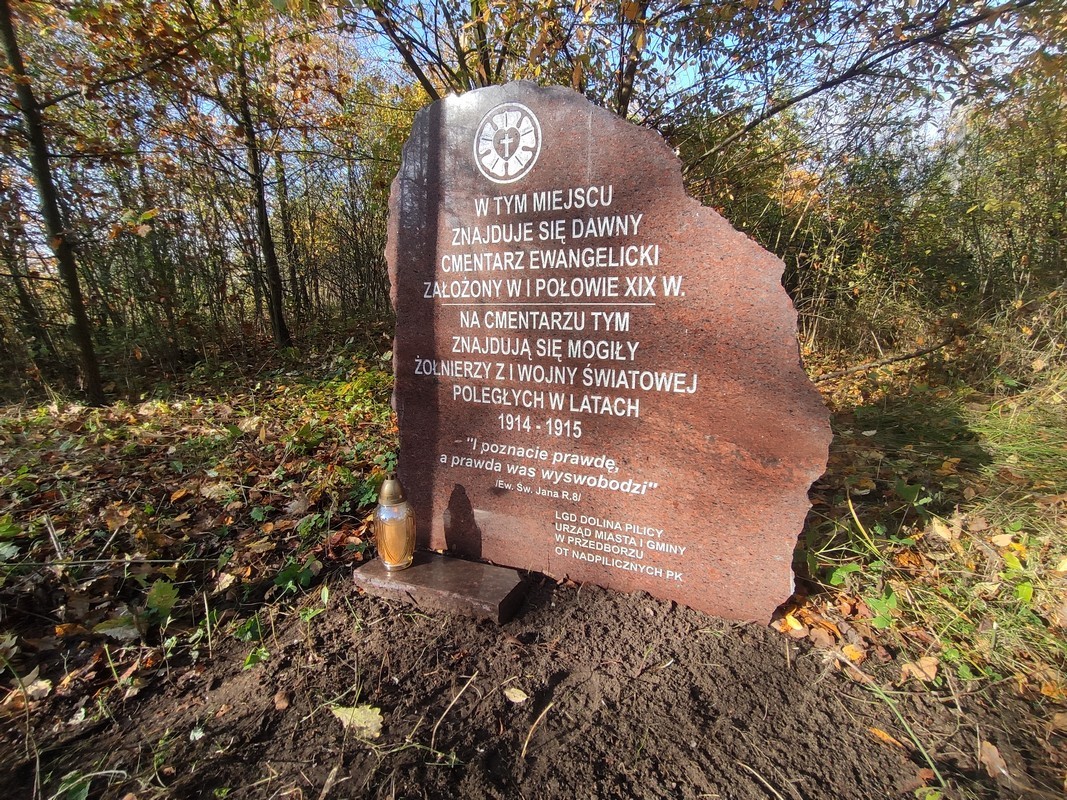 W TYM MIEJSCU
ZNAJDUJE SIĘ DAWNY
CMENTARZ EWANGELICKI
ZAŁOŻONY W I POŁOWIE XIX W.
NA CMENTARZU TYM
ZNAJDUJĄ SIĘ MOGIŁY
ŻOŁNIERZY Z I WOJNY ŚWIATOWEJ
POLEGŁYCH W LATACH
1914 - 1915
"I poznacie prawdę,
a prawda was wyswobodzi"
/Ew. Św. Jana R.8/
LGD DOLINA PILICY
URZĄD MIASTA i GMINY
W PRZEDBORZU
OT NADPILICZNYCH PK